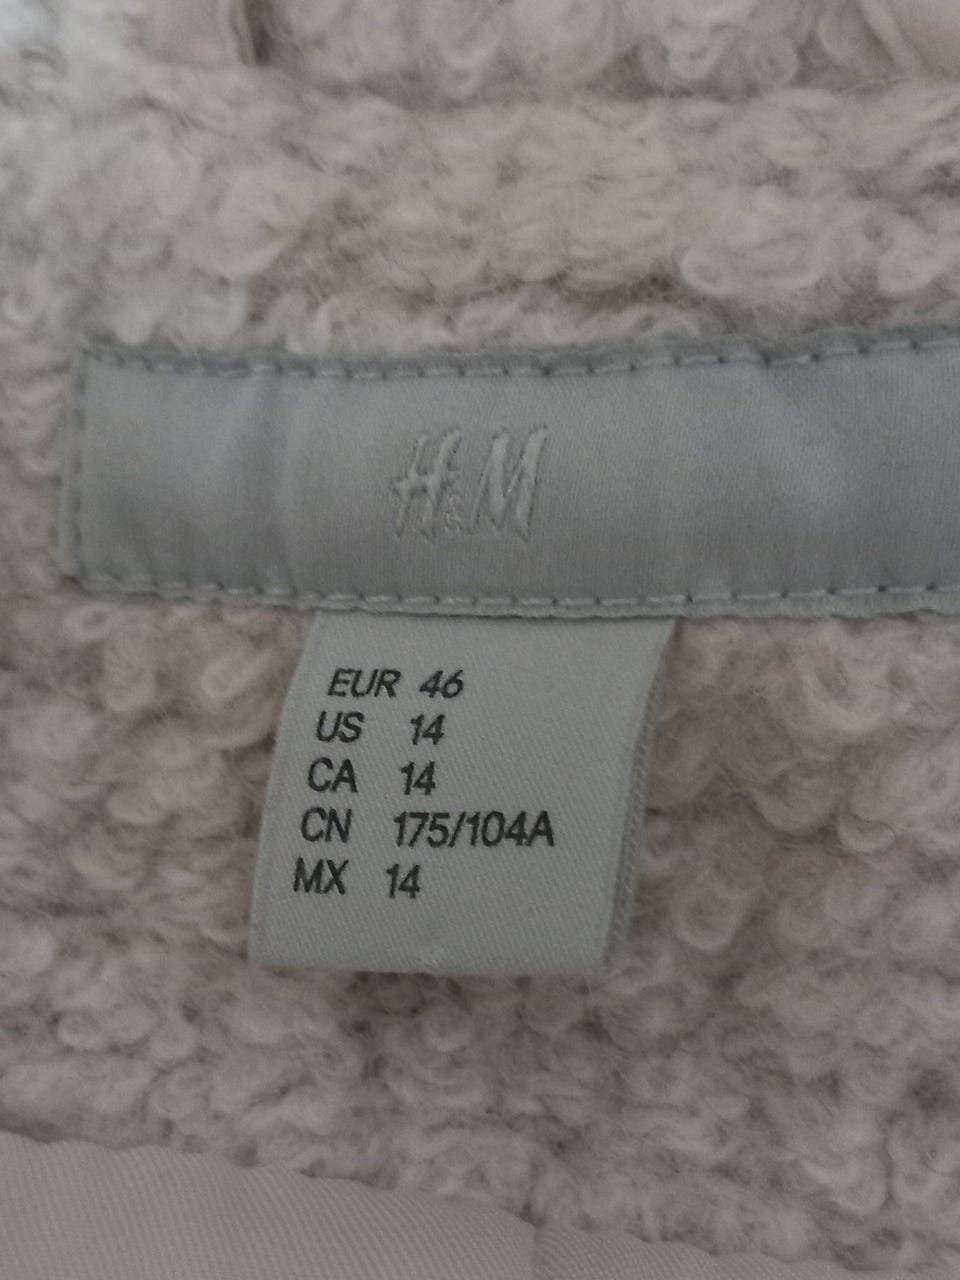 H&M
EUR 46
US 14
CA 14
CN 175/104A
MX 14